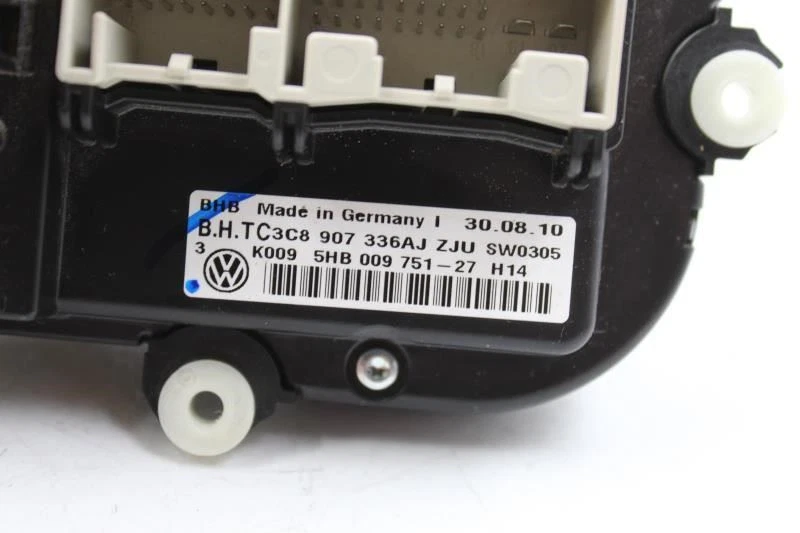 BHB Made in Germany I 30.08.10
B.H.TC3C8 907 336AJ ZJU SW0305
3 K009 5HB 009 751-27 H14